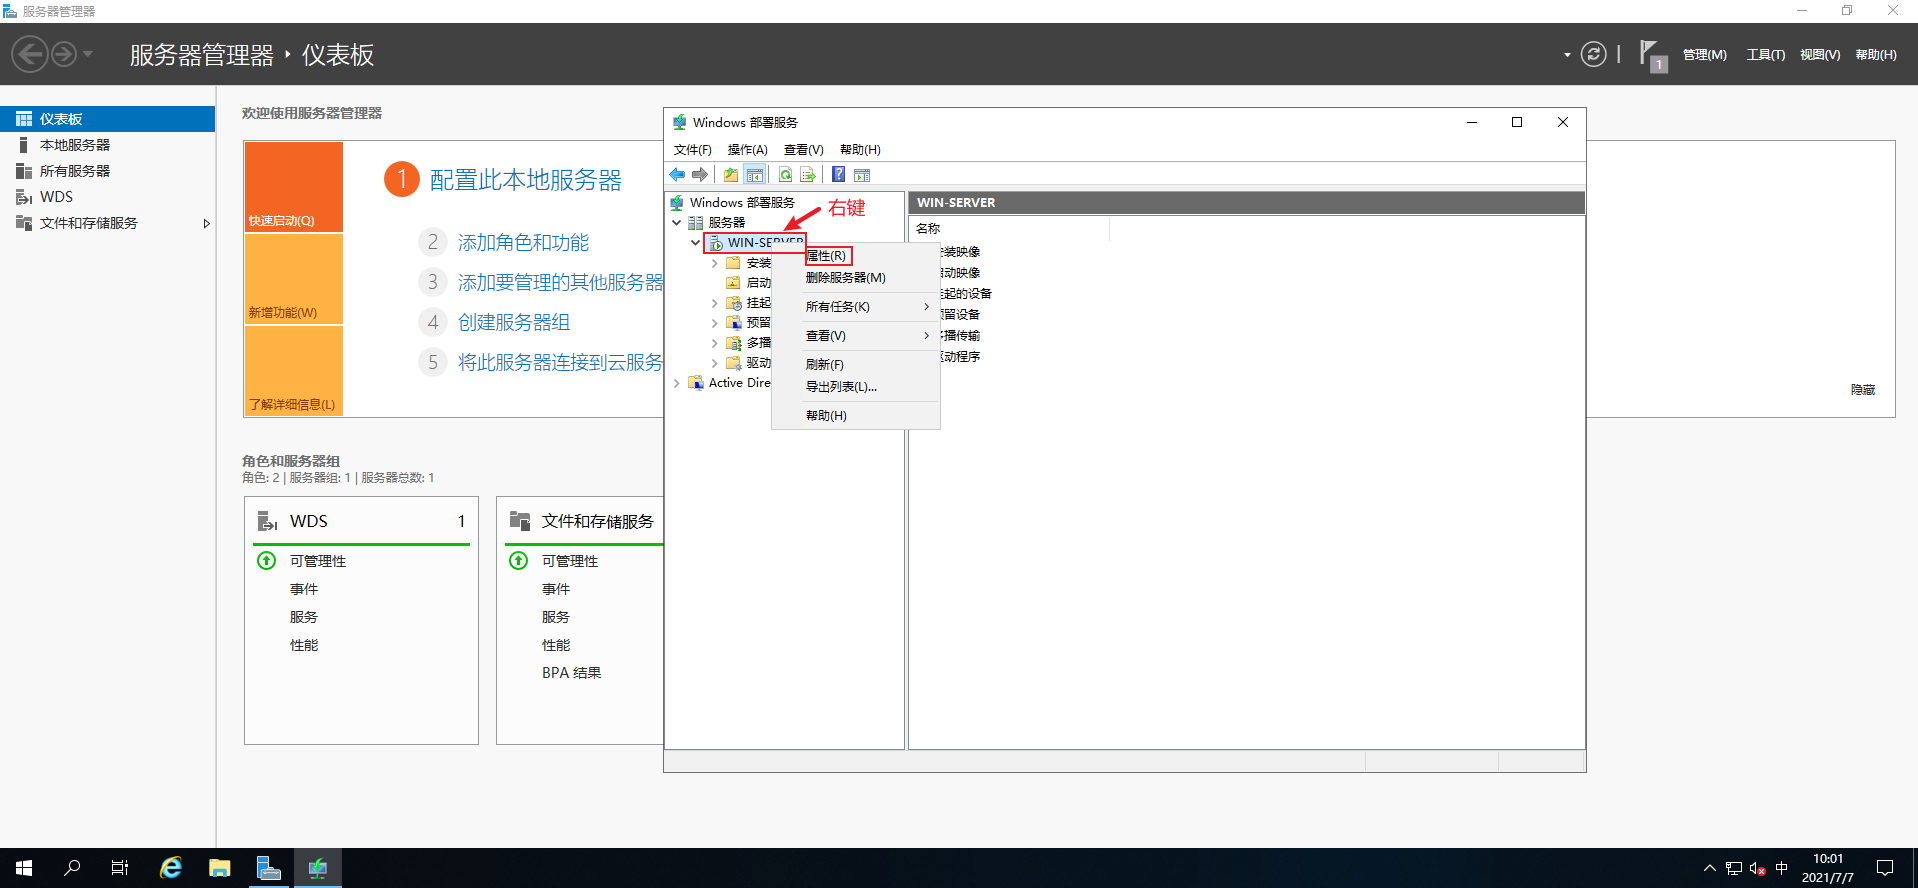 服务器管理器
服务器管理器 · 仪表板
1
管理(M)
工具(T)
视图(V)
帮助(H)
仪表板
本地服务器
所有服务器
WDS
文件和存储服务
欢迎使用服务器管理器
快速启动(Q)
新增功能(W)
了解详细信息(L)
1 配置此本地服务器
2 添加角色和功能
3 添加要管理的其他服务器
4 创建服务器组
5 将此服务器连接到云服务
隐藏
角色和服务器组
角色: 2 | 服务器组: 1 | 服务器总数: 1
WDS 1
可管理性
事件
服务
性能
文件和存储服务
可管理性
事件
服务
性能
BPA 结果
Windows 部署服务
文件(F) 操作(A) 查看(V) 帮助(H)
Windows 部署服务
服务器
右键
WIN-SERVER
安装
启动
挂起
预留
多播
驱动
Active Dire
属性(R)
删除服务器(M)
所有任务(K)
查看(V)
刷新(F)
导出列表(L)...
帮助(H)
WIN-SERVER
名称
装映像
动映像
起的设备
留设备
播传输
动程序
中
10:01
2021/7/7